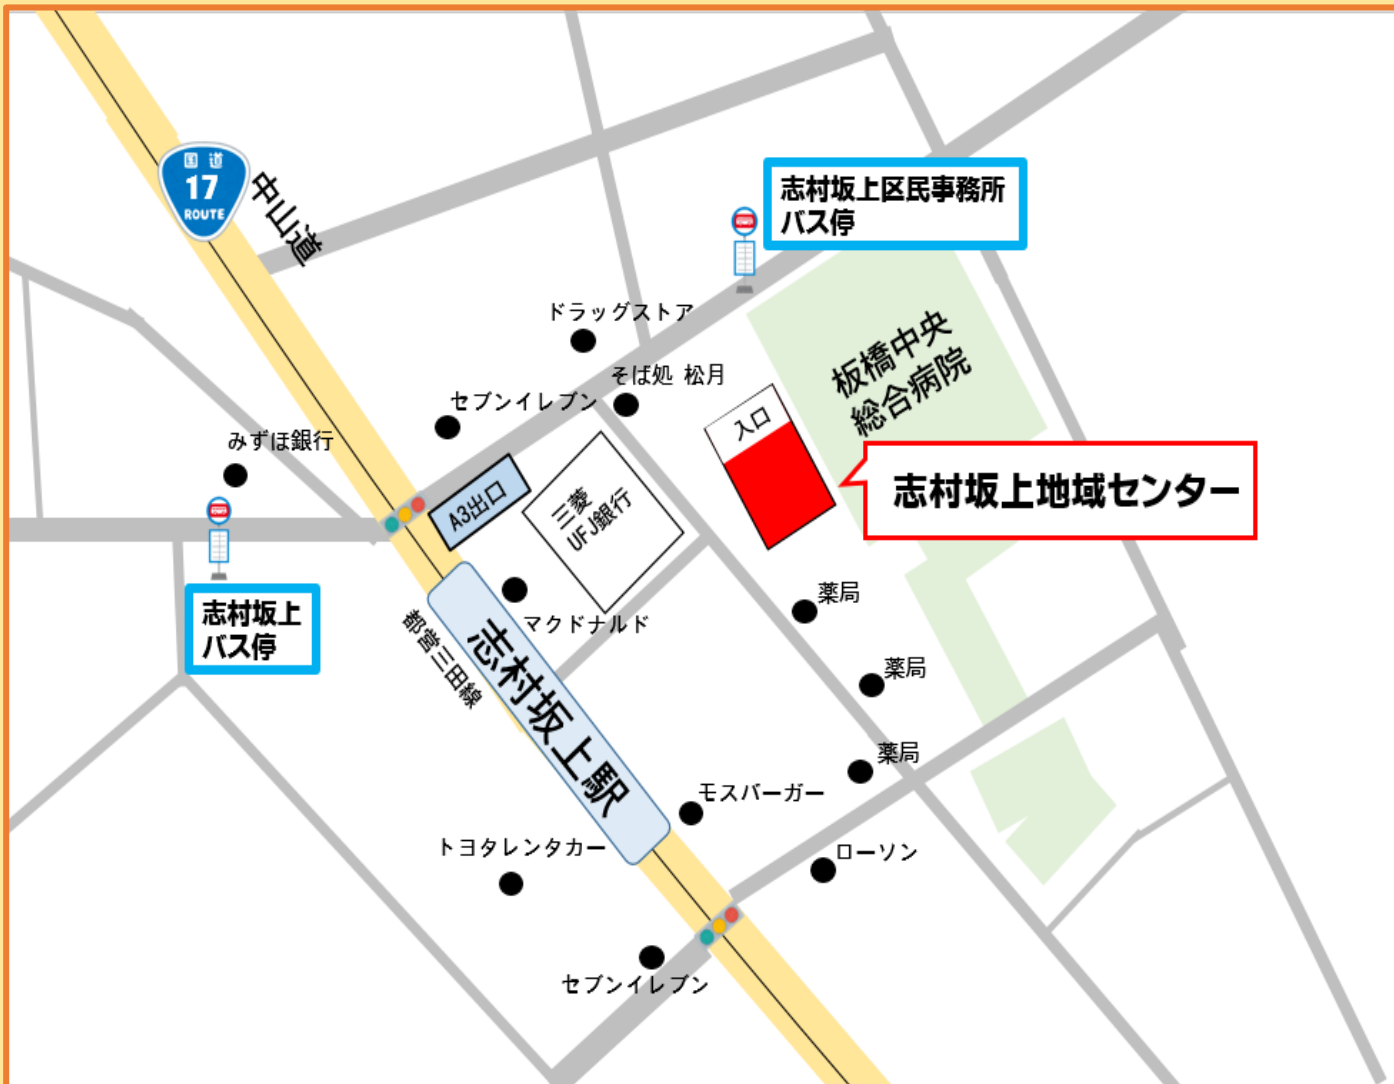 国道
17
ROUTE
中山道
志村坂上区民事務所
バス停
ドラッグストア
そば処 松月
セブンイレブン
みずほ銀行
板橋中央
総合病院
入口
志村坂上地域センター
A3出口
三菱
UFJ銀行
志村坂上
バス停
マクドナルド
都営三田線
志村坂上駅
薬局
薬局
薬局
モスバーガー
トヨタレンタカー
ローソン
セブンイレブン